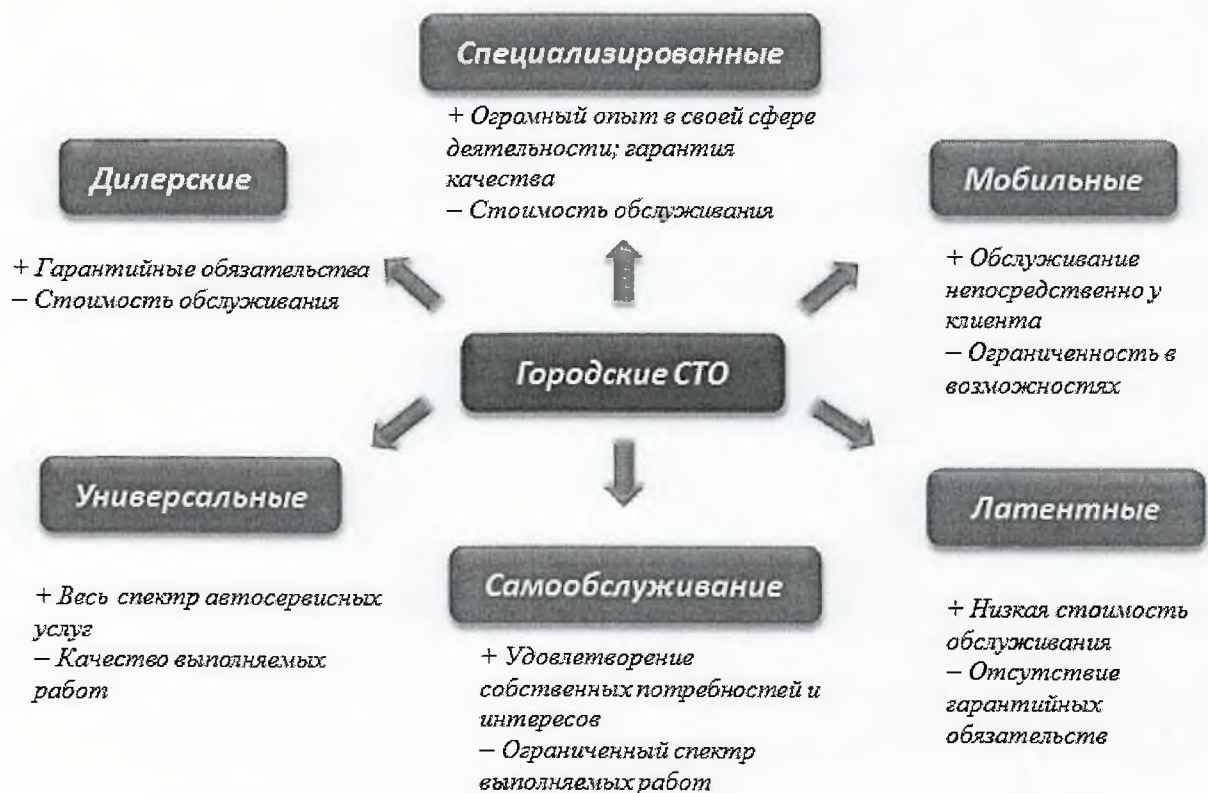 Специализированные
+ Огромный опыт в своей сфере
деятельности; гарантия
качества
– Стоимость обслуживания
Дилерские
+ Гарантийные обязательства
– Стоимость обслуживания
Мобильные
+ Обслуживание
непосредственно у
клиента
– Ограниченность в
возможностях
Городские СТО
Универсальные
+ Весь спектр автосервисных
услуг
– Качество выполняемых
работ
Самообслуживание
+ Удовлетворение
собственных потребностей и
интересов
– Ограниченный спектр
выполняемых работ
Латентные
+ Низкая стоимость
обслуживания
– Отсутствие
гарантийных
обязательств